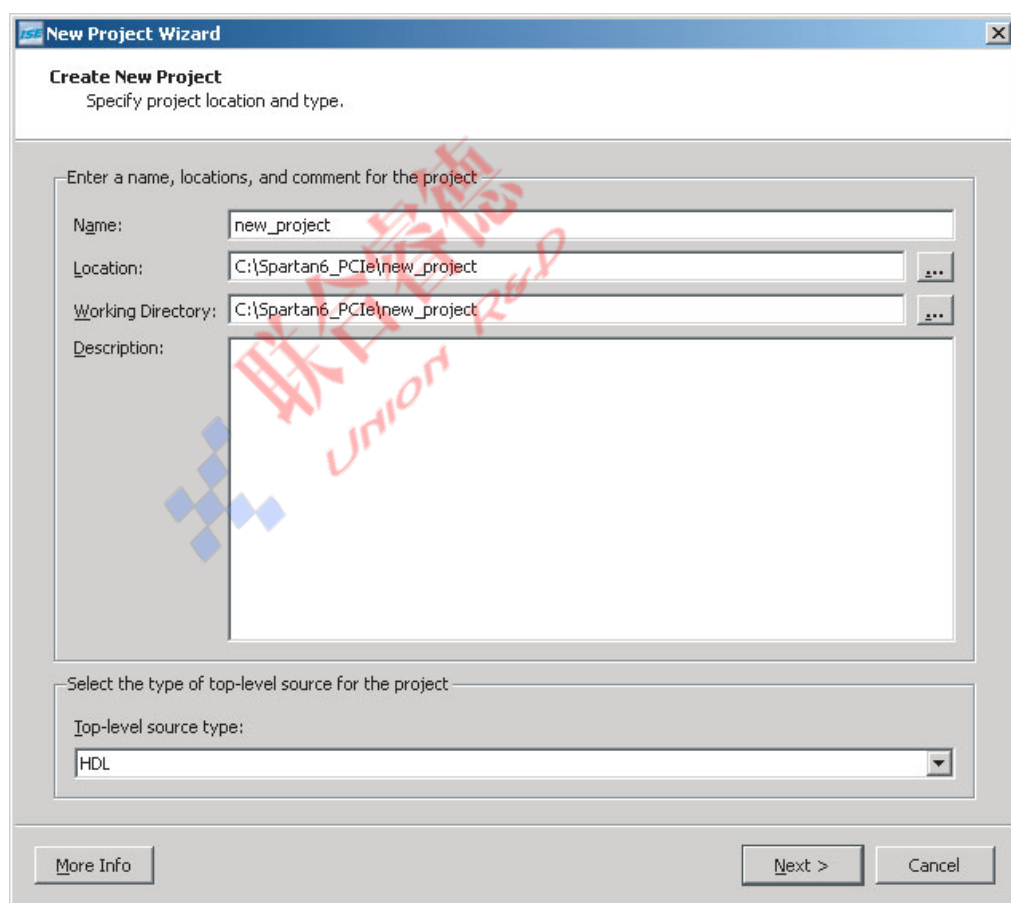 ISE New Project Wizard
Create New Project
Specify project location and type.
Enter a name, locations, and comment for the project
Name: new_project
Location: C:\Spartan6_PCIe\new_project ...
Working Directory: C:\Spartan6_PCIe\new_project ...
Description:
联合睿德
UNION R&D
Select the type of top-level source for the project
Top-level source type:
HDL
More Info Next > Cancel